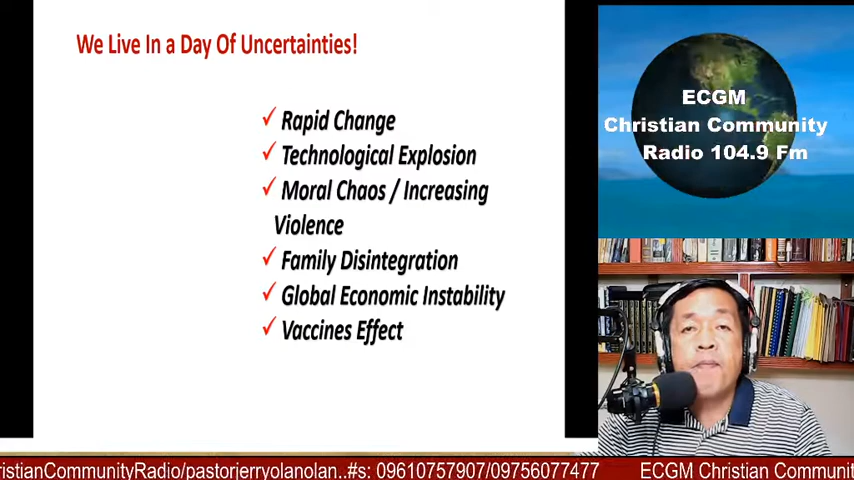 We Live In a Day Of Uncertainties!
✓ Rapid Change
✓ Technological Explosion
✓ Moral Chaos / Increasing
Violence
✓ Family Disintegration
✓ Global Economic Instability
✓ Vaccines Effect
ECGM
Christian Community
Radio 104.9 Fm
ristianCommunityRadio/pastorjerryolanolan..#s: 09610757907/09756077477 ECGM Christian Communit